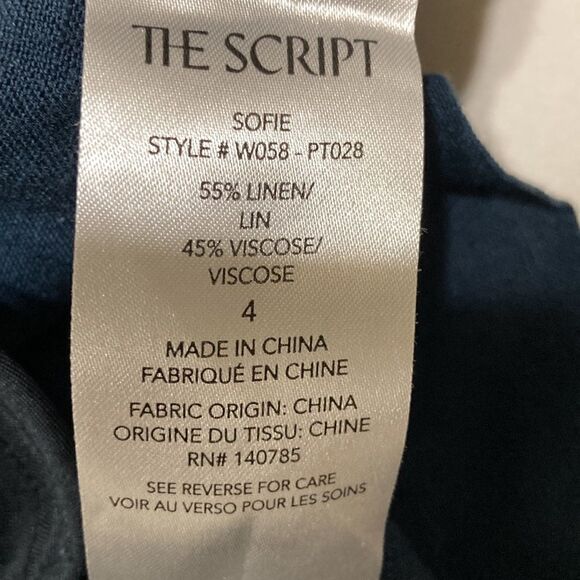 THE SCRIPT
SOFIE
STYLE # W058 - PT028
55% LINEN/
LIN
45% VISCOSE/
VISCOSE
4
MADE IN CHINA
FABRIQUÉ EN CHINE
FABRIC ORIGIN: CHINA
ORIGINE DU TISSU: CHINE
RN# 140785
SEE REVERSE FOR CARE
VOIR AU VERSO POUR LES SOINS